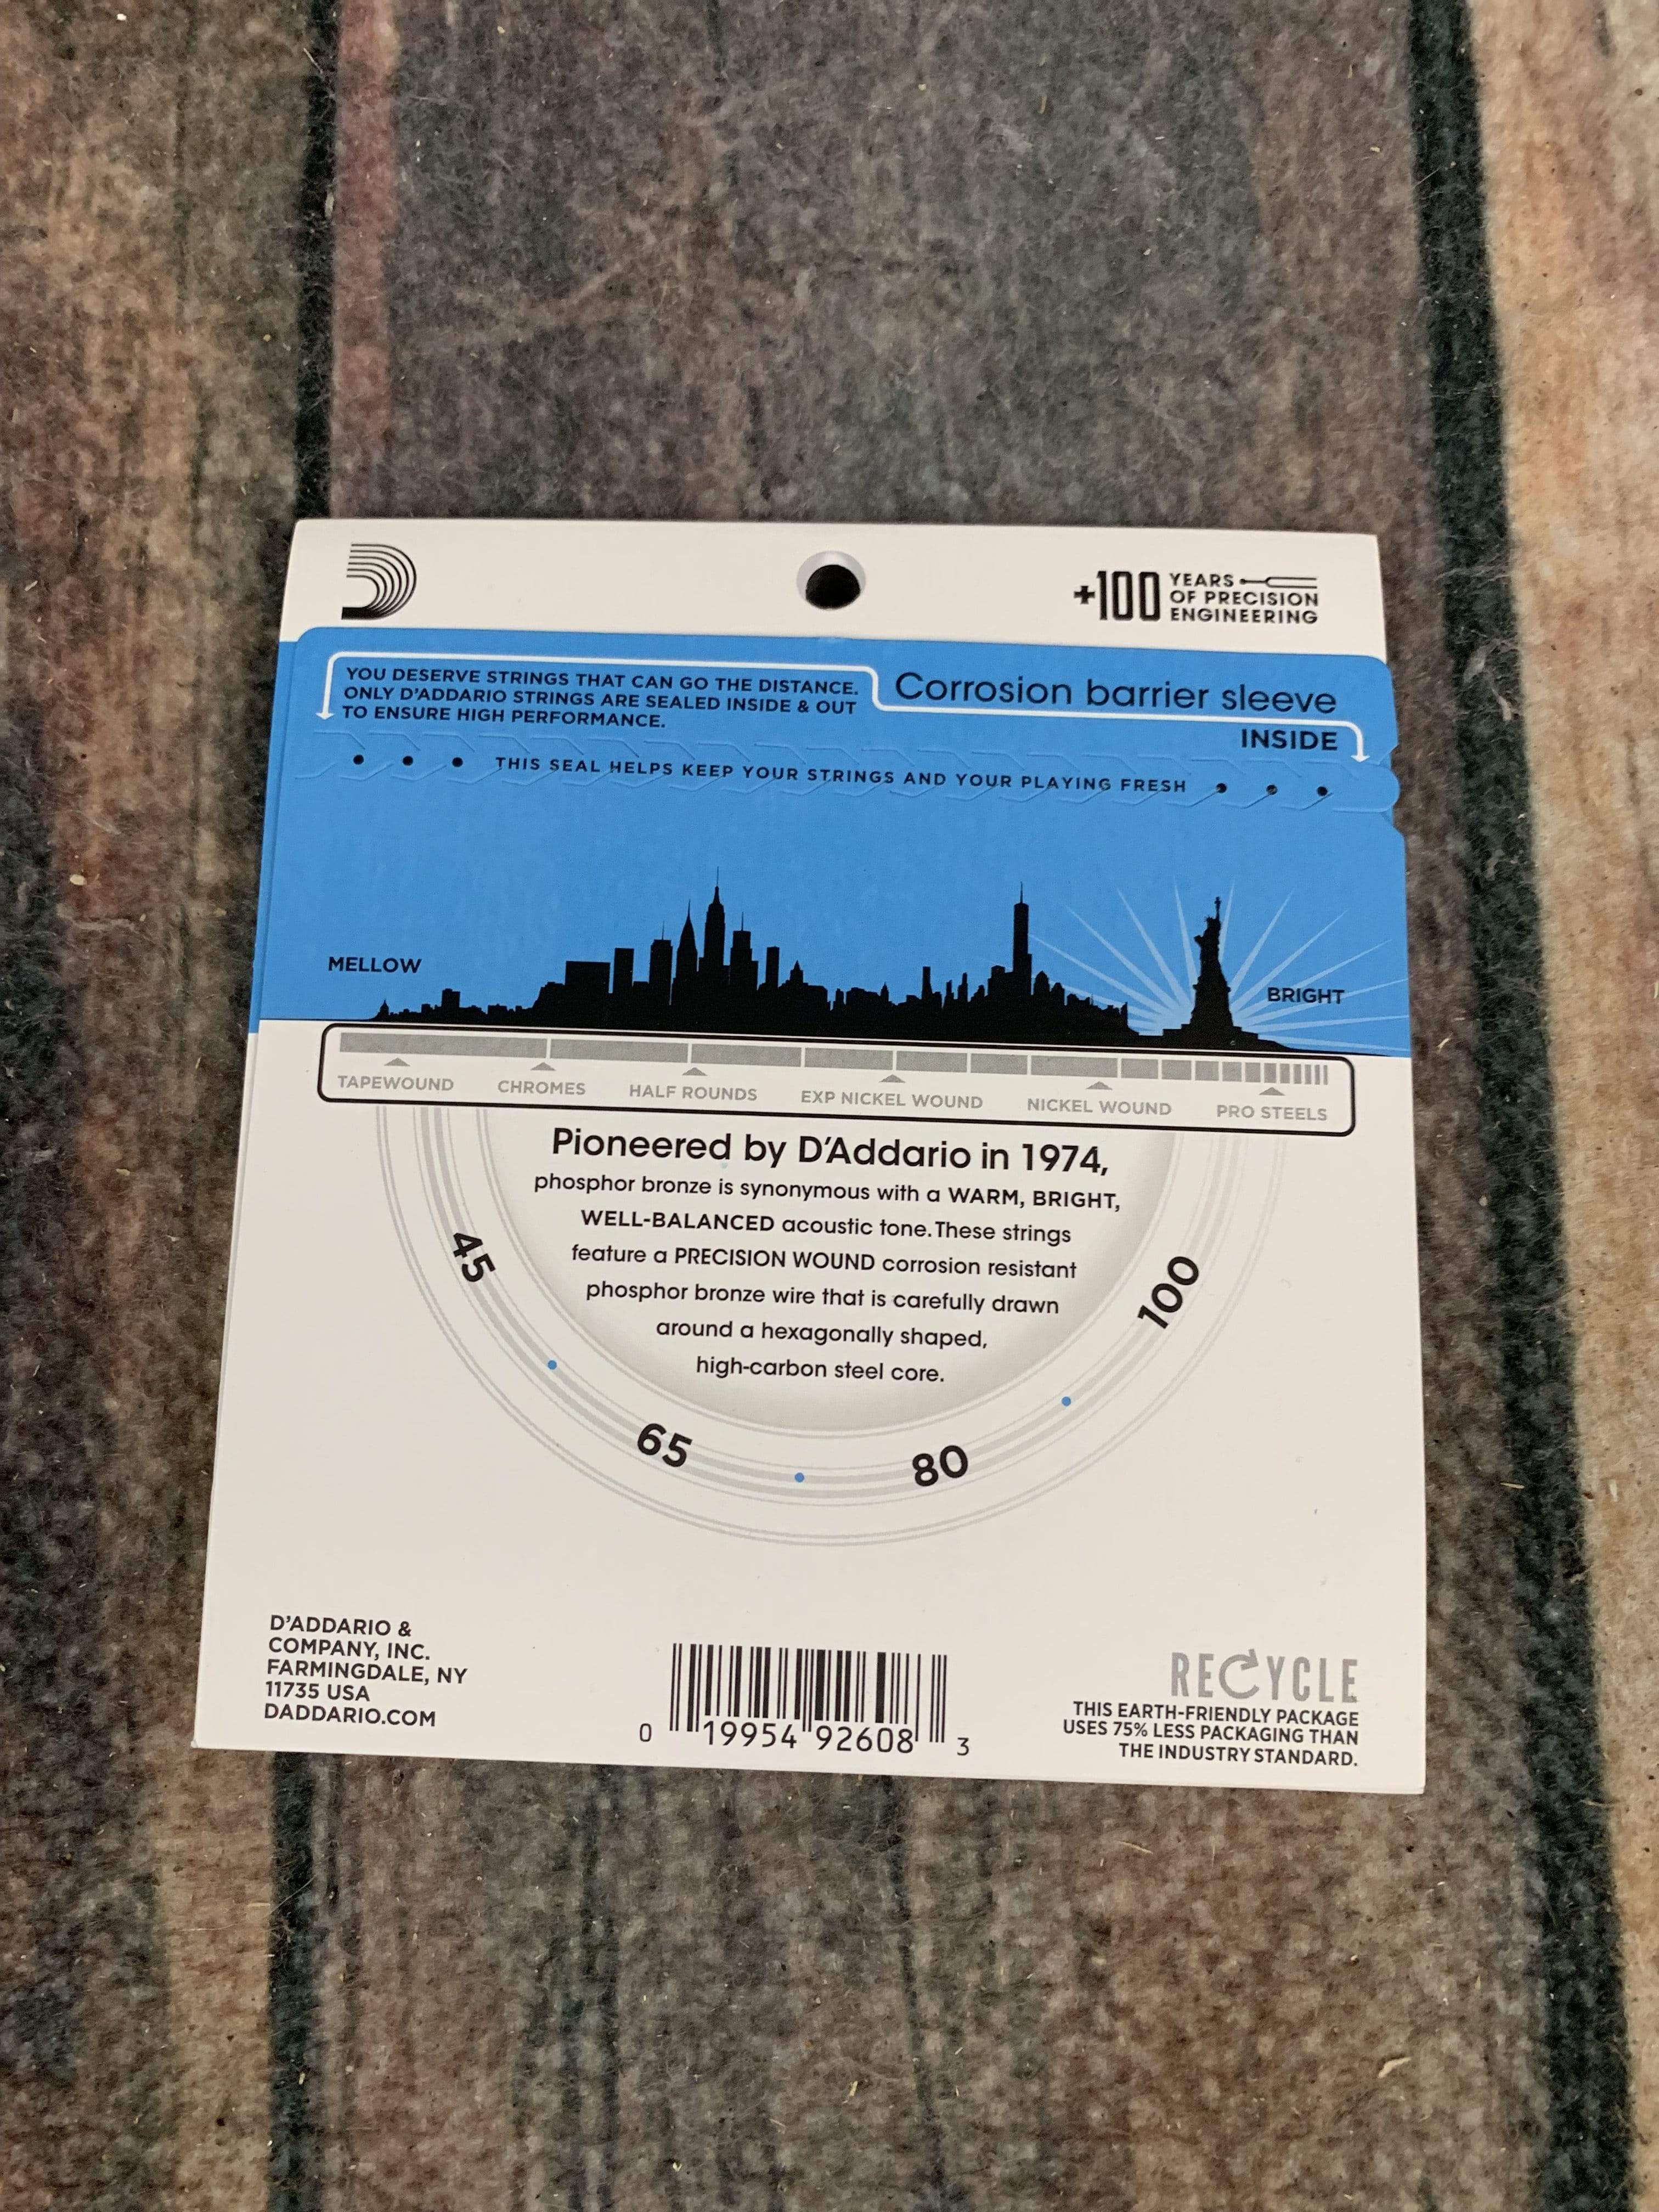 +100 YEARS
OF PRECISION
ENGINEERING
YOU DESERVE STRINGS THAT CAN GO THE DISTANCE.
ONLY D'ADDARIO STRINGS ARE SEALED INSIDE & OUT
TO ENSURE HIGH PERFORMANCE.
Corrosion barrier sleeve
INSIDE
THIS SEAL HELPS KEEP YOUR STRINGS AND YOUR PLAYING FRESH
MELLOW
BRIGHT
TAPEWOUND
CHROMES
HALF ROUNDS
EXP NICKEL WOUND
NICKEL WOUND
PRO STEELS
Pioneered by D'Addario in 1974,
phosphor bronze is synonymous with a WARM, BRIGHT,
WELL-BALANCED acoustic tone. These strings
feature a PRECISION WOUND corrosion resistant
phosphor bronze wire that is carefully drawn
around a hexagonally shaped,
high-carbon steel core.
45
65
80
100
D'ADDARIO &
COMPANY, INC.
FARMINGDALE, NY
11735 USA
DADDARIO.COM
0 19954 92608 3
RECYCLE
THIS EARTH-FRIENDLY PACKAGE
USES 75% LESS PACKAGING THAN
THE INDUSTRY STANDARD.